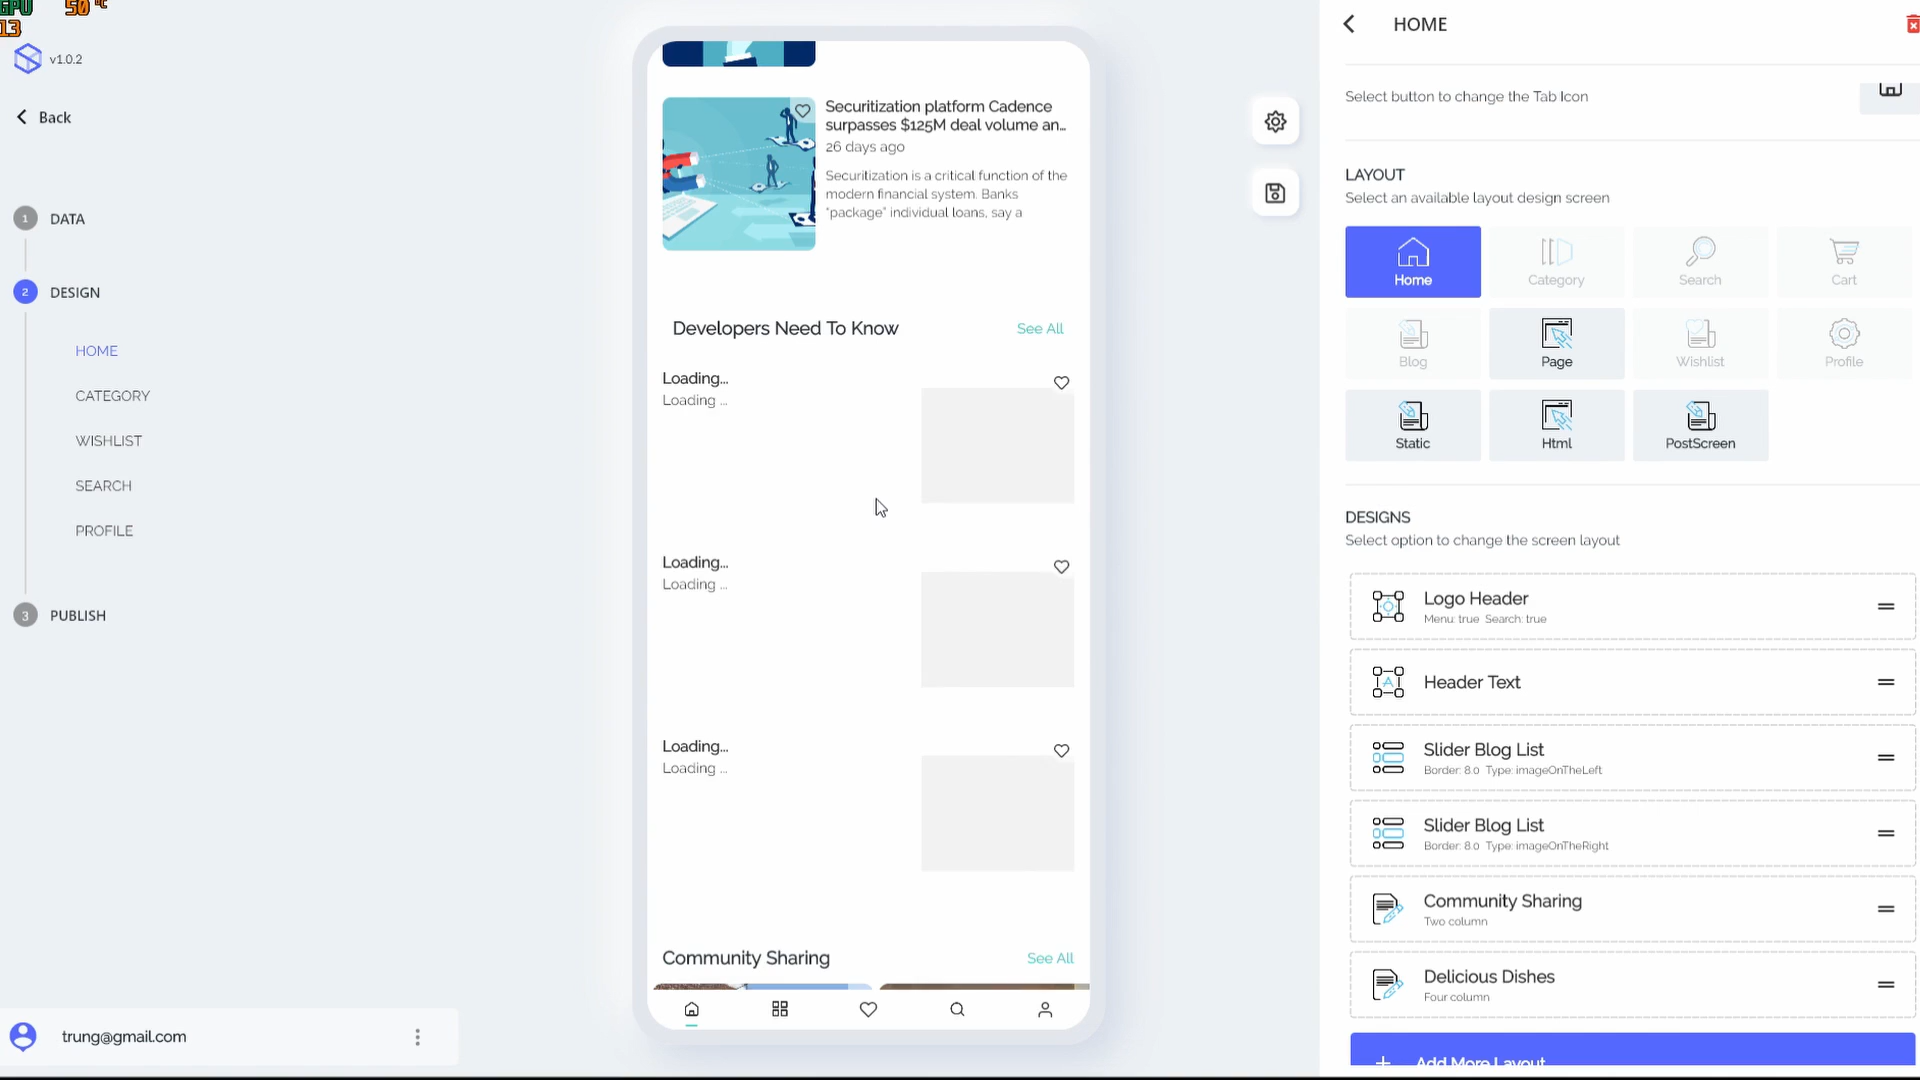 GPU 50 °C
13
v1.0.2
Back
1 DATA
2 DESIGN
HOME
CATEGORY
WISHLIST
SEARCH
PROFILE
3 PUBLISH
trung@gmail.com
Securitization platform Cadence
surpasses $125M deal volume an...
26 days ago
Securitization is a critical function of the
modern financial system. Banks
“package” individual loans, say a
Developers Need To Know
See All
Loading...
Loading ...
Loading...
Loading ...
Loading...
Loading ...
Community Sharing
See All
HOME
Select button to change the Tab Icon
LAYOUT
Select an available layout design screen
Home
Category
Search
Cart
Blog
Page
Wishlist
Profile
Static
Html
PostScreen
DESIGNS
Select option to change the screen layout
Logo Header
Menu: true Search: true
Header Text
Slider Blog List
Border: 8.0 Type: imageOnTheLeft
Slider Blog List
Border: 8.0 Type: imageOnTheRight
Community Sharing
Two column
Delicious Dishes
Four column
+ Add More Layout